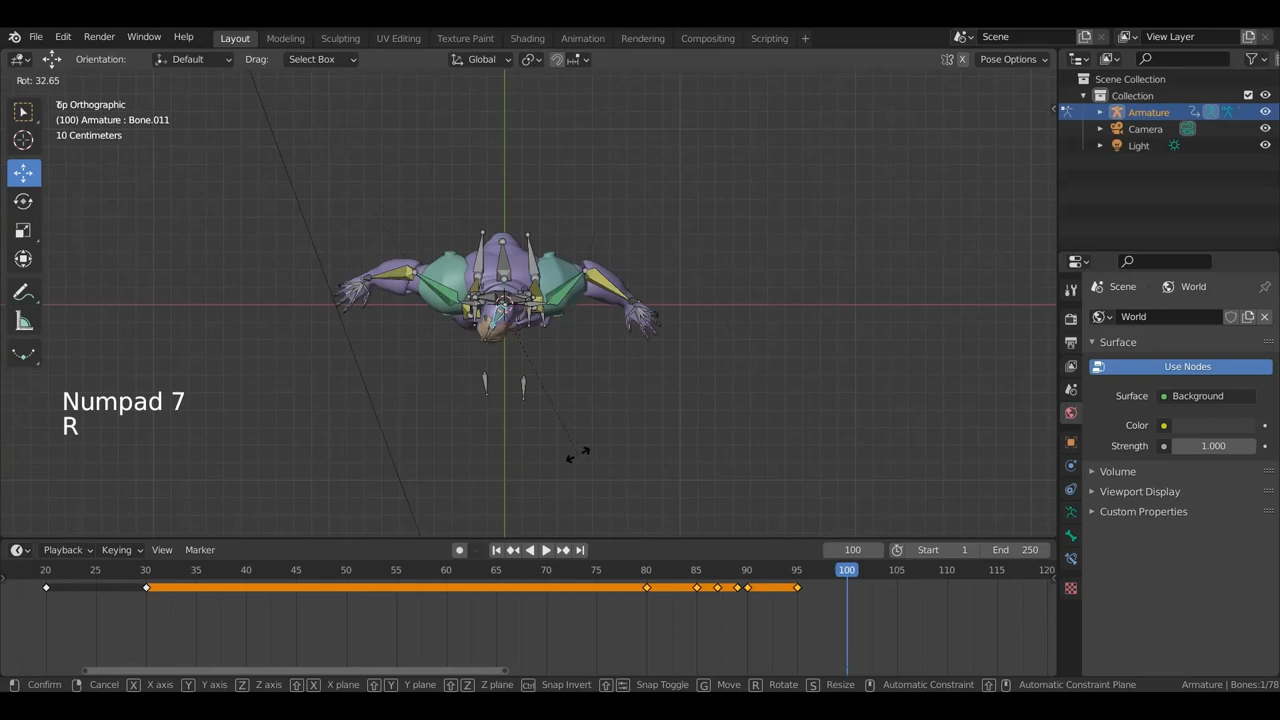 File Edit Render Window Help Layout Modeling Sculpting UV Editing Texture Paint Shading Animation Rendering Compositing Scripting + Scene View Layer
Orientation: Default Drag: Select Box Global X Pose Options
Rot: 32.65
Top Orthographic
(100) Armature : Bone.011
10 Centimeters
Scene Collection
Collection
Armature
Camera
Light
Scene World
World
Surface
Use Nodes
Surface Background
Color
Strength 1.000
Volume
Viewport Display
Custom Properties
Numpad 7
R
Playback Keying View Marker 100 Start 1 End 250
20 25 30 35 40 45 50 55 60 65 70 75 80 85 90 95 100 105 110 115 120
Confirm Cancel X X axis Y Y axis Z Z axis X X plane Y Y plane Z Z plane Ctrl Snap Invert Snap Toggle G Move R Rotate S Resize Automatic Constraint Automatic Constraint Plane Armature | Bones:1/78